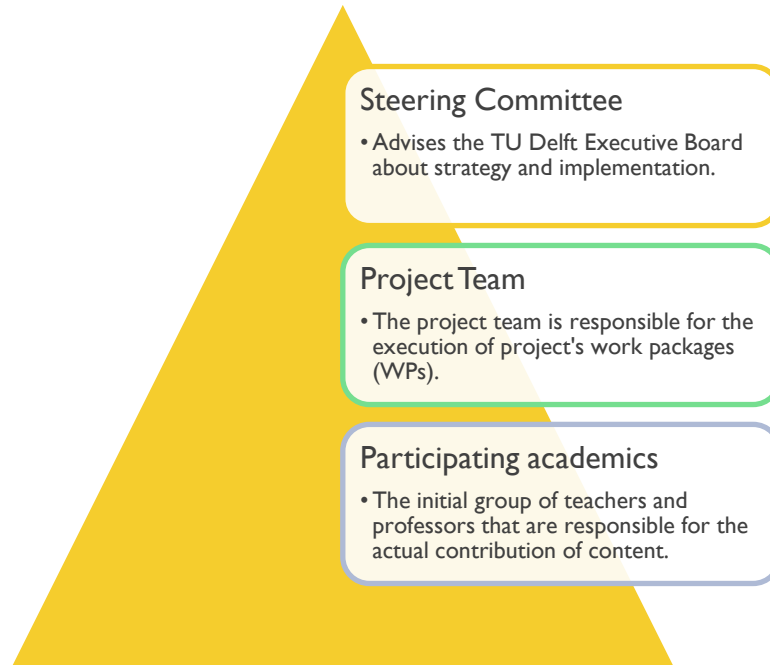 Steering Committee
• Advises the TU Delft Executive Board
about strategy and implementation.
Project Team
• The project team is responsible for the
execution of project's work packages
(WPs).
Participating academics
• The initial group of teachers and
professors that are responsible for the
actual contribution of content.